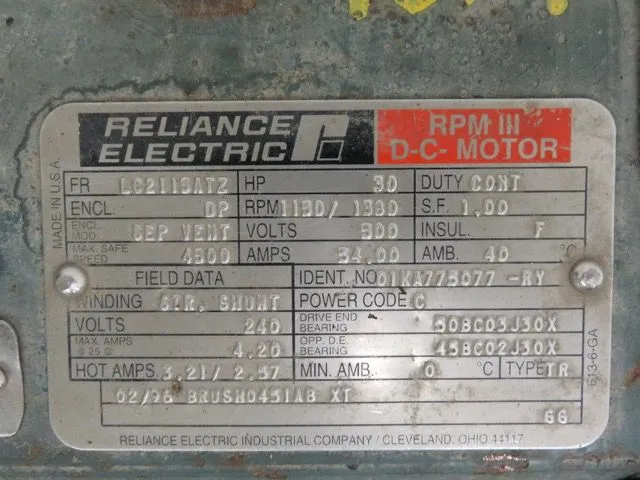 RELIANCE
ELECTRIC
RPM III
D-C- MOTOR
MADE IN U.S.A.
FR LC2113ATZ HP 30 DUTY CONT
ENCL. DP RPM 1150/ 1380 S.F. 1.00
ENCL. MOD. SEP VENT VOLTS 500 INSUL. F
MAX. SAFE SPEED 4500 AMPS 54.00 AMB. 40 °C
FIELD DATA IDENT. NO 01KA775077 -RY
WINDING STR. SHUNT POWER CODE C
VOLTS 240 DRIVE END BEARING 50BC03J30X
MAX. AMPS @ 25 © 4.20 OPP. D.E. BEARING 45BC02J30X
HOT AMPS. 3.21/ 2.57 MIN. AMB. 0 °C TYPE TR
02/96 BRUSH0451AB XT
GG
613-6-GA
RELIANCE ELECTRIC INDUSTRIAL COMPANY / CLEVELAND, OHIO 44117